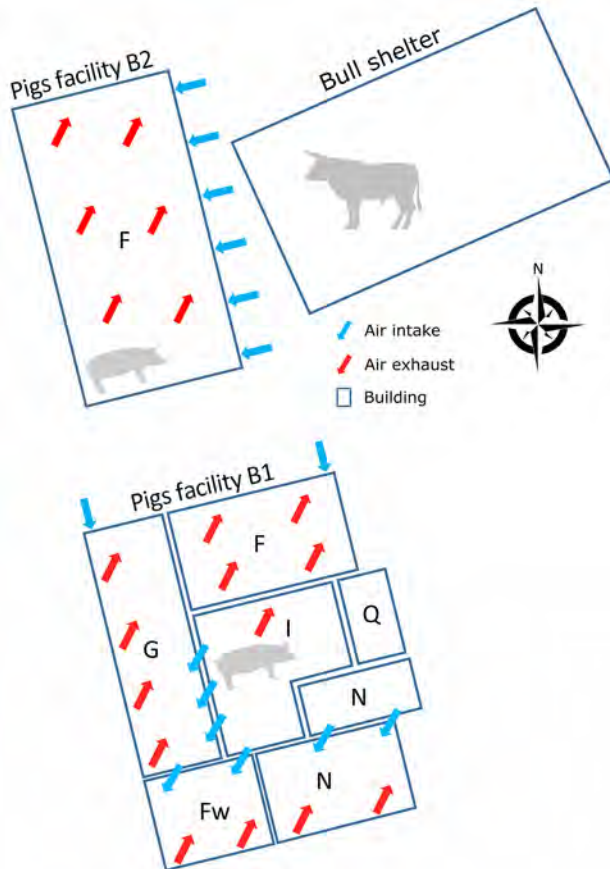 Pigs facility B2
Bull shelter
F
N
Air intake
Air exhaust
Building
Pigs facility B1
F
I
Q
G
N
Fw
N